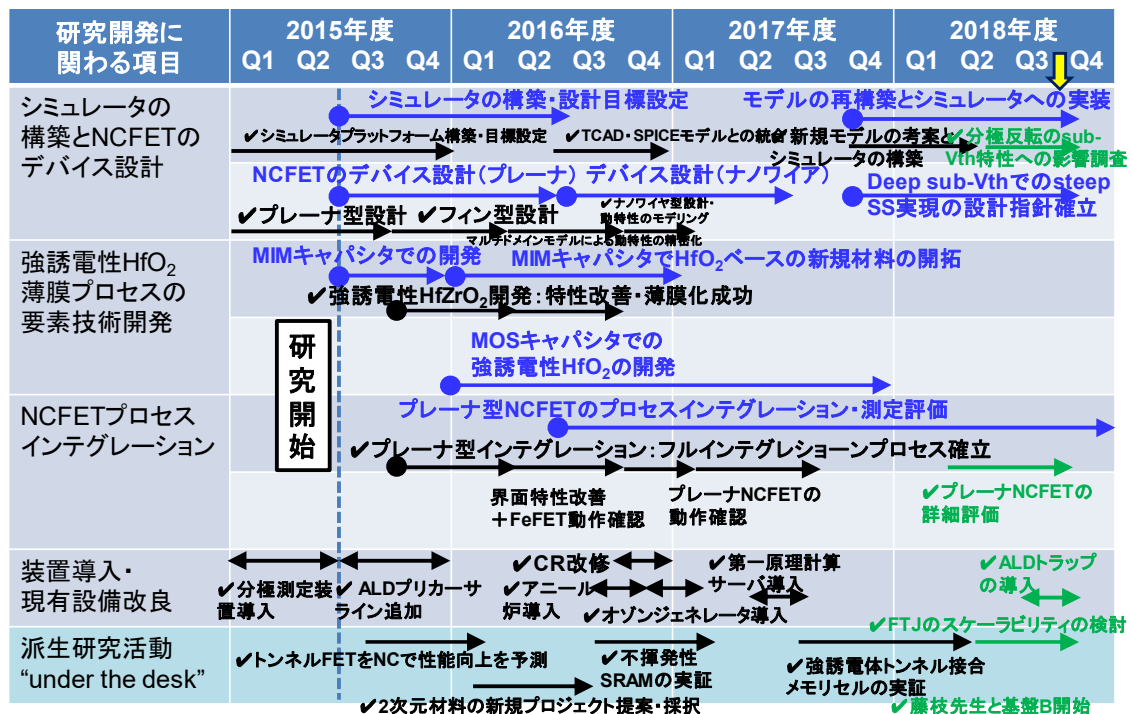 研究開発に
関わる項目
2015年度
2016年度
2017年度
2018年度
Q1 Q2 Q3 Q4 Q1 Q2 Q3 Q4 Q1 Q2 Q3 Q4 Q1 Q2 Q3 Q4
シミュレータの
構築とNCFETの
デバイス設計
シミュレータの構築・設計目標設定
モデルの再構築とシミュレータへの実装
✔シミュレータプラットフォーム構築・目標設定
✔TCAD・SPICEモデルとの統合
✔新規モデルの考案と
シミュレータの構築
✔分極反転のsub-
Vth特性への影響調査
NCFETのデバイス設計(プレーナ)
デバイス設計(ナノワイア)
Deep sub-Vthでのsteep
SS実現の設計指針確立
✔プレーナ型設計
✔フィン型設計
✔ナノワイヤ型設計・
動特性のモデリング
マルチドメインモデルによる動特性の精密化
強誘電性HfO2
薄膜プロセスの
要素技術開発
MIMキャパシタでの開発
MIMキャパシタでHfO2ベースの新規材料の開拓
✔強誘電性HfZrO2開発:特性改善・薄膜化成功
研究開始
MOSキャパシタでの
強誘電性HfO2の開発
NCFETプロセス
インテグレーション
プレーナ型NCFETのプロセスインテグレーション・測定評価
✔プレーナ型インテグレーション:フルインテグレショーンプロセス確立
界面特性改善
+FeFET動作確認
プレーナNCFETの
動作確認
✔プレーナNCFETの
詳細評価
装置導入・
現有設備改良
✔分極測定装
置導入
✔ALDプリカーサ
ライン追加
✔CR改修
✔アニール
炉導入
✔オゾンジェネレータ導入
✔第一原理計算
サーバ導入
✔ALDトラップ
の導入
派生研究活動
“under the desk”
✔トンネルFETをNCで性能向上を予測
✔2次元材料の新規プロジェクト提案・採択
✔不揮発性
SRAMの実証
✔強誘電体トンネル接合
メモリセルの実証
✔FTJのスケーラビリティの検討
✔藤枝先生と基盤B開始